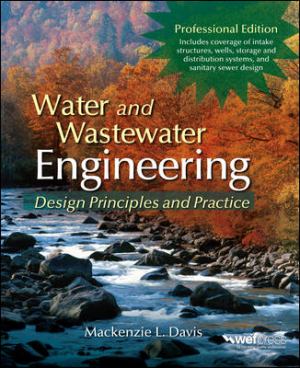 Professional Edition
Includes coverage of intake
structures, wells, storage and
distribution systems, and
sanitary sewer design
Water and
Wastewater
Engineering
Design Principles and Practice
Mackenzie L. Davis
wefpress